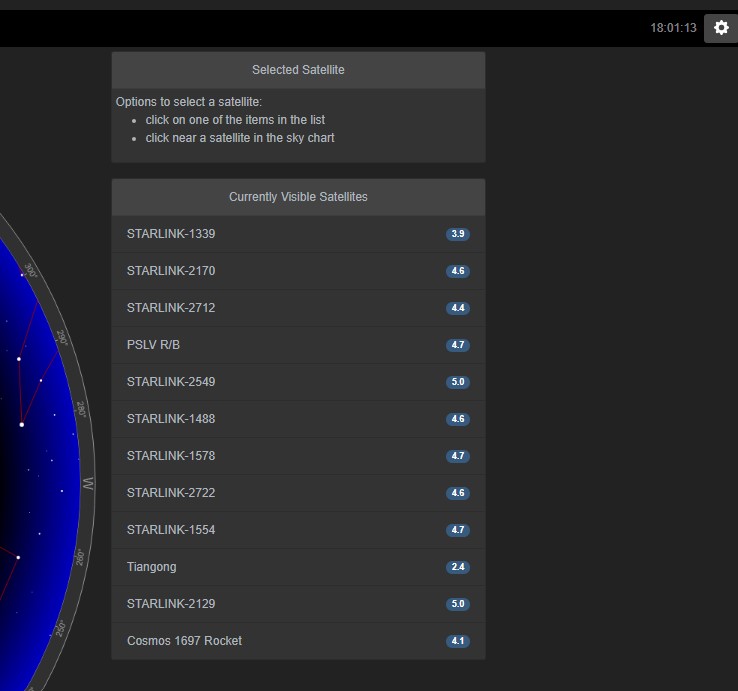 18:01:13
Selected Satellite
Options to select a satellite:
• click on one of the items in the list
• click near a satellite in the sky chart
Currently Visible Satellites
STARLINK-1339 3.9
STARLINK-2170 4.6
STARLINK-2712 4.4
PSLV R/B 4.7
STARLINK-2549 5.0
STARLINK-1488 4.6
STARLINK-1578 4.7
STARLINK-2722 4.6
STARLINK-1554 4.7
Tiangong 2.4
STARLINK-2129 5.0
Cosmos 1697 Rocket 4.1
300°
290°
280°
W
260°
250°